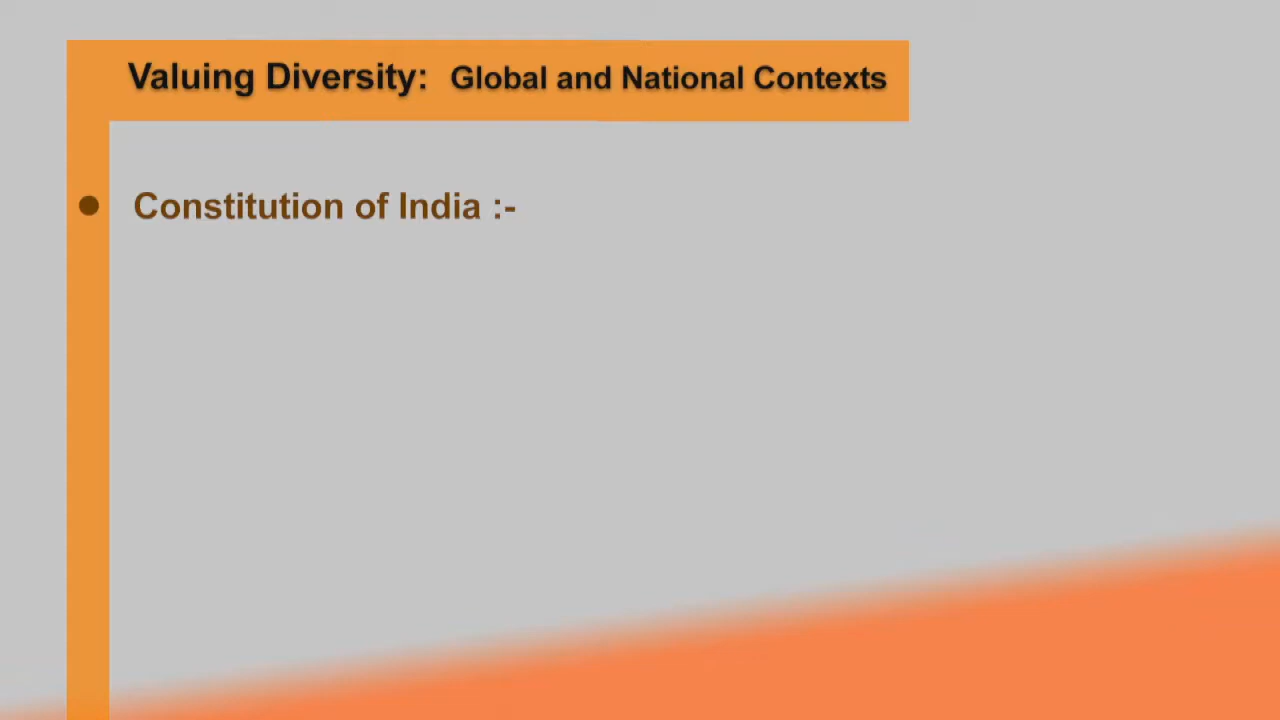 Valuing Diversity: Global and National Contexts
● Constitution of India :-